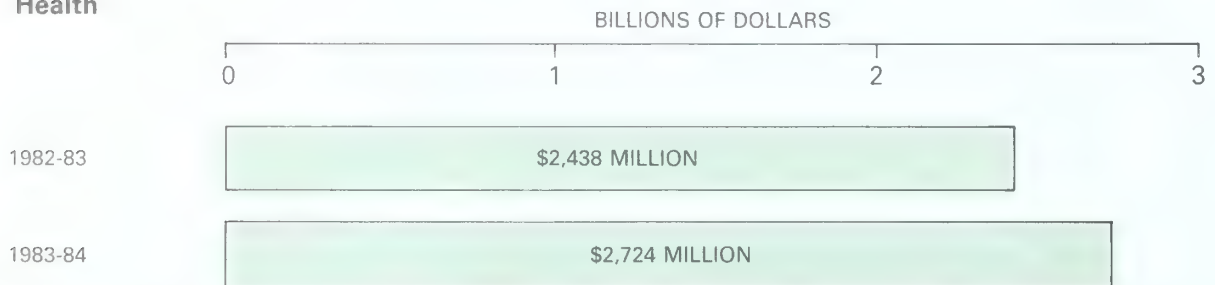 Health
BILLIONS OF DOLLARS
0 1 2 3
1982-83 $2,438 MILLION
1983-84 $2,724 MILLION